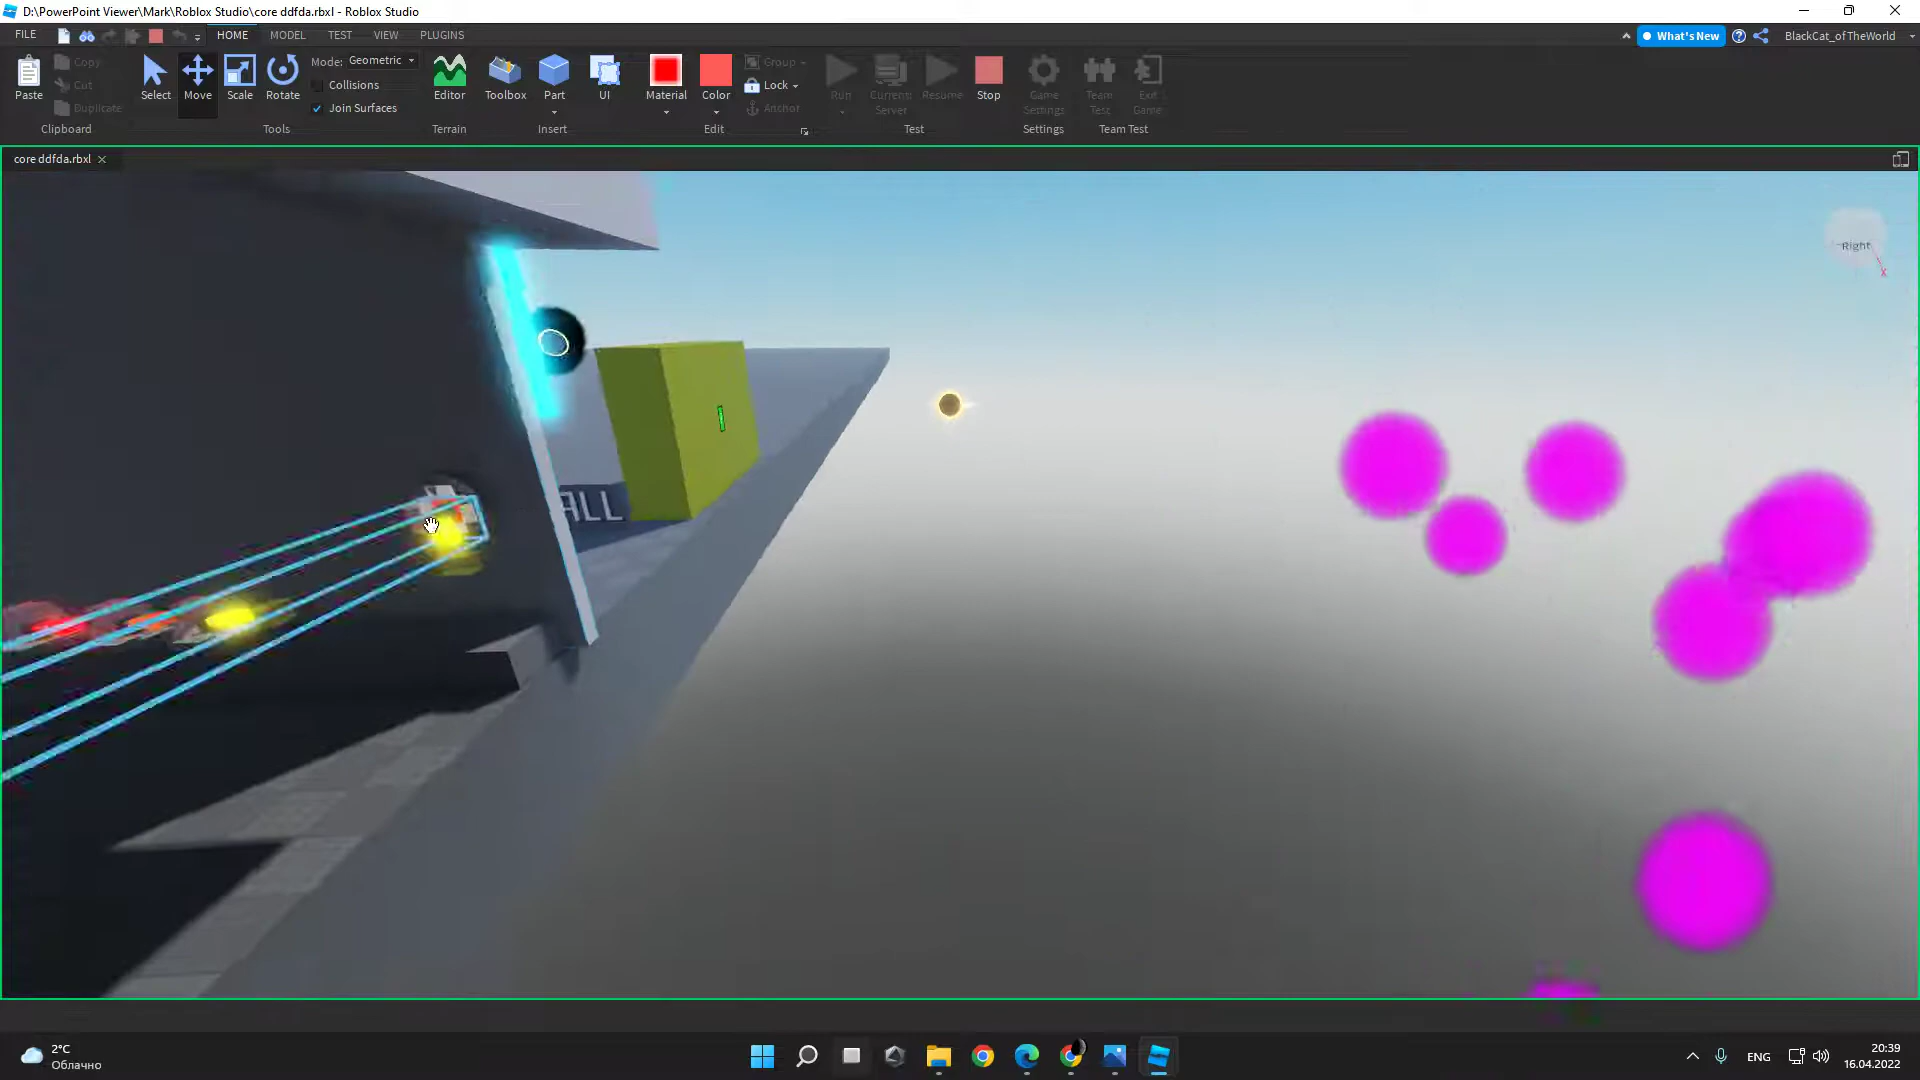 D:\PowerPoint Viewer\Mark\Roblox Studio\core ddfda.rbxl - Roblox Studio
FILE HOME MODEL TEST VIEW PLUGINS What's New BlackCat_ofTheWorld
Paste
Copy
Cut
Duplicate
Clipboard
Select
Move
Scale
Rotate
Mode: Geometric
Collisions
Join Surfaces
Tools
Editor
Terrain
Toolbox
Part
UI
Insert
Material
Color
Group
Lock
Anchor
Edit
Run
Current: Server
Resume
Stop
Test
Game Settings
Settings
Team Test
Exit Game
Team Test
core ddfda.rbxl
Right
ALL
2°C
Облачно
ENG
20:39
16.04.2022